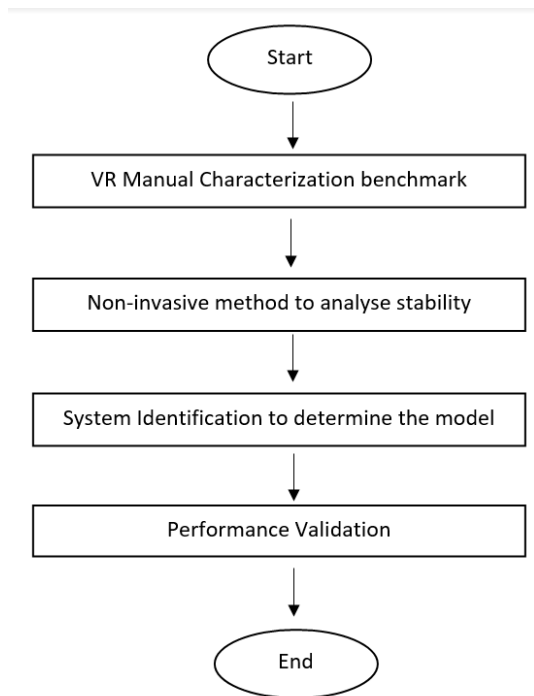 Start
VR Manual Characterization benchmark
Non-invasive method to analyse stability
System Identification to determine the model
Performance Validation
End